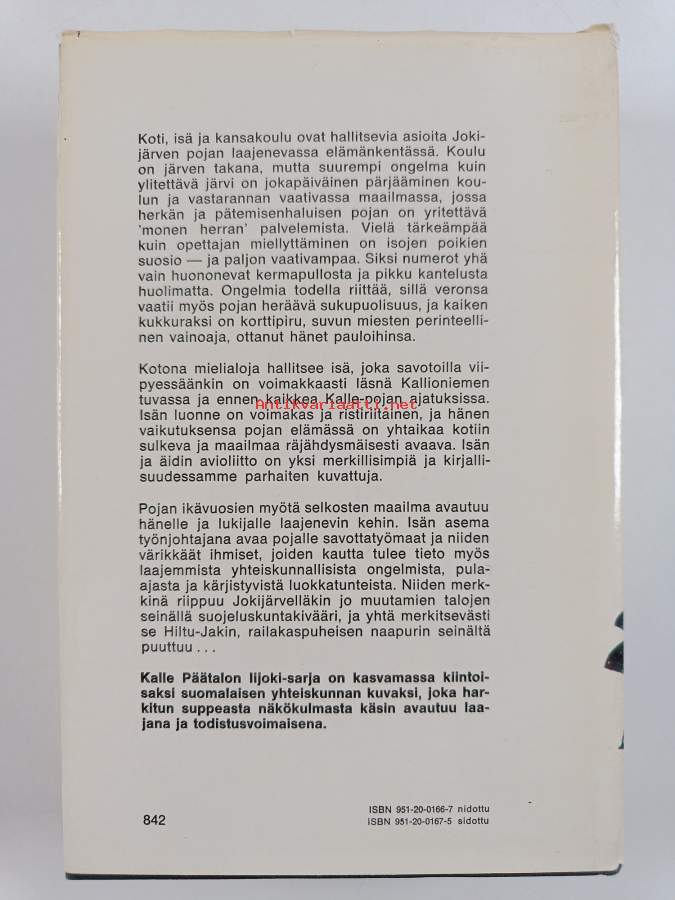 Koti, isä ja kansakoulu ovat hallitsevia asioita Joki-
järven pojan laajenevassa elämänkentässä. Koulu
on järven takana, mutta suurempi ongelma kuin
ylitettävä järvi on jokapäiväinen pärjääminen kou-
lun ja vastarannan vaativassa maailmassa, jossa
herkän ja pätemisenhaluisen pojan on yritettävä
'monen herran' palvelemista. Vielä tärkeämpää
kuin opettajan miellyttäminen on isojen poikien
suosio — ja paljon vaativampaa. Siksi numerot yhä
vain huononevat kermapullosta ja pikku kantelusta
huolimatta. Ongelmia todella riittää, sillä veronsa
vaatii myös pojan heräävä sukupuolisuus, ja kaiken
kukkuraksi on korttipiru, suvun miesten perinteelli-
nen vainoaja, ottanut hänet pauloihinsa.
Kotona mielialoja hallitsee isä, joka savotoilla vii-
pyessäänkin on voimakkaasti läsnä Kallioniemen
tuvassa ja ennen kaikkea Kalle-pojan ajatuksissa.
Antikvariaatti.net
Isän luonne on voimakas ja ristiriitainen, ja hänen
vaikutuksensa pojan elämässä on yhtaikaa kotiin
sulkeva ja maailmaa räjähdysmäisesti avaava. Isän
ja äidin avioliitto on yksi merkillisimpiä ja kirjalli-
suudessamme parhaiten kuvattuja.
Pojan ikävuosien myötä selkosten maailma avautuu
hänelle ja lukijalle laajenevin kehin. Isän asema
työnjohtajana avaa pojalle savottatyömaat ja niiden
värikkäät ihmiset, joiden kautta tulee tieto myös
laajemmista yhteiskunnallisista ongelmista, pula-
ajasta ja kärjistyvistä luokkatunteista. Niiden merk-
kinä riippuu Jokijärvelläkin jo muutamien talojen
seinällä suojeluskuntakivääri, ja yhtä merkitsevästi
se Hiltu-Jakin, railakaspuheisen naapurin seinältä
puuttuu . . .
Kalle Päätalon Iijoki-sarja on kasvamassa kiintoi-
saksi suomalaisen yhteiskunnan kuvaksi, joka har-
kitun suppeasta näkökulmasta käsin avautuu laa-
jana ja todistusvoimaisena.
842
ISBN 951-20-0166-7 nidottu
ISBN 951-20-0167-5 sidottu